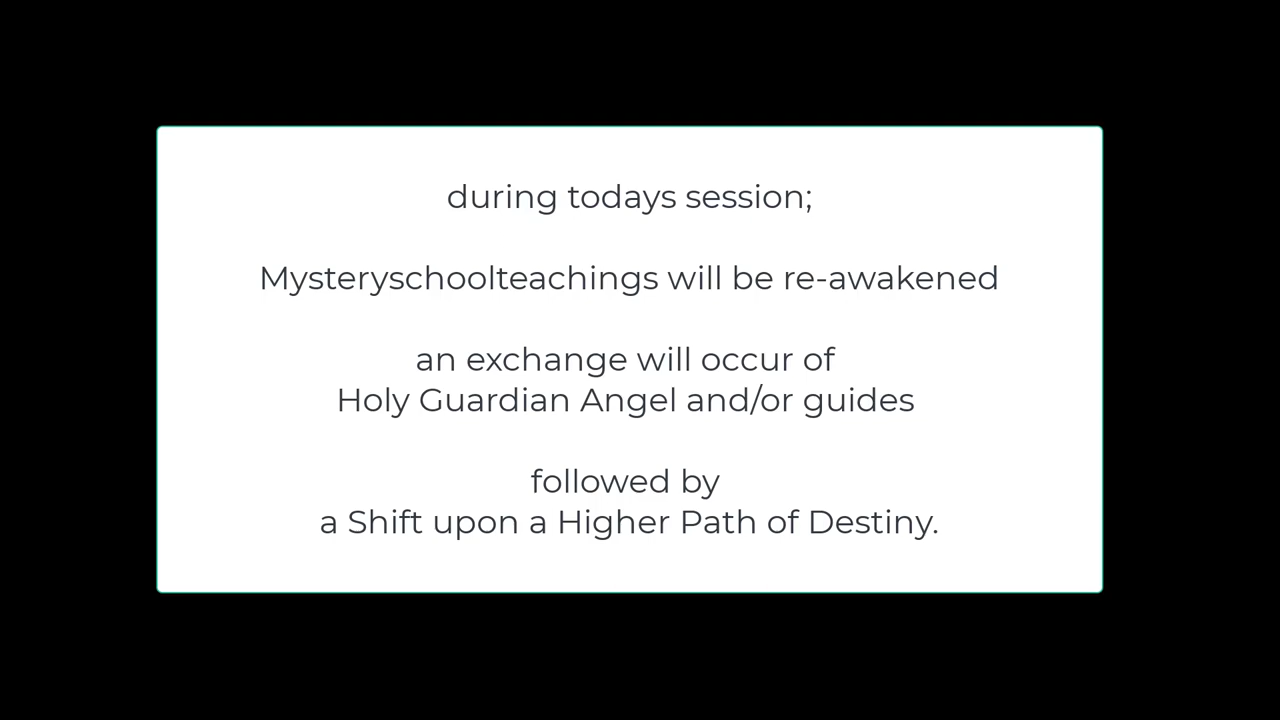 during todays session;
Mysteryschoolteachings will be re-awakened
an exchange will occur of
Holy Guardian Angel and/or guides
followed by
a Shift upon a Higher Path of Destiny.